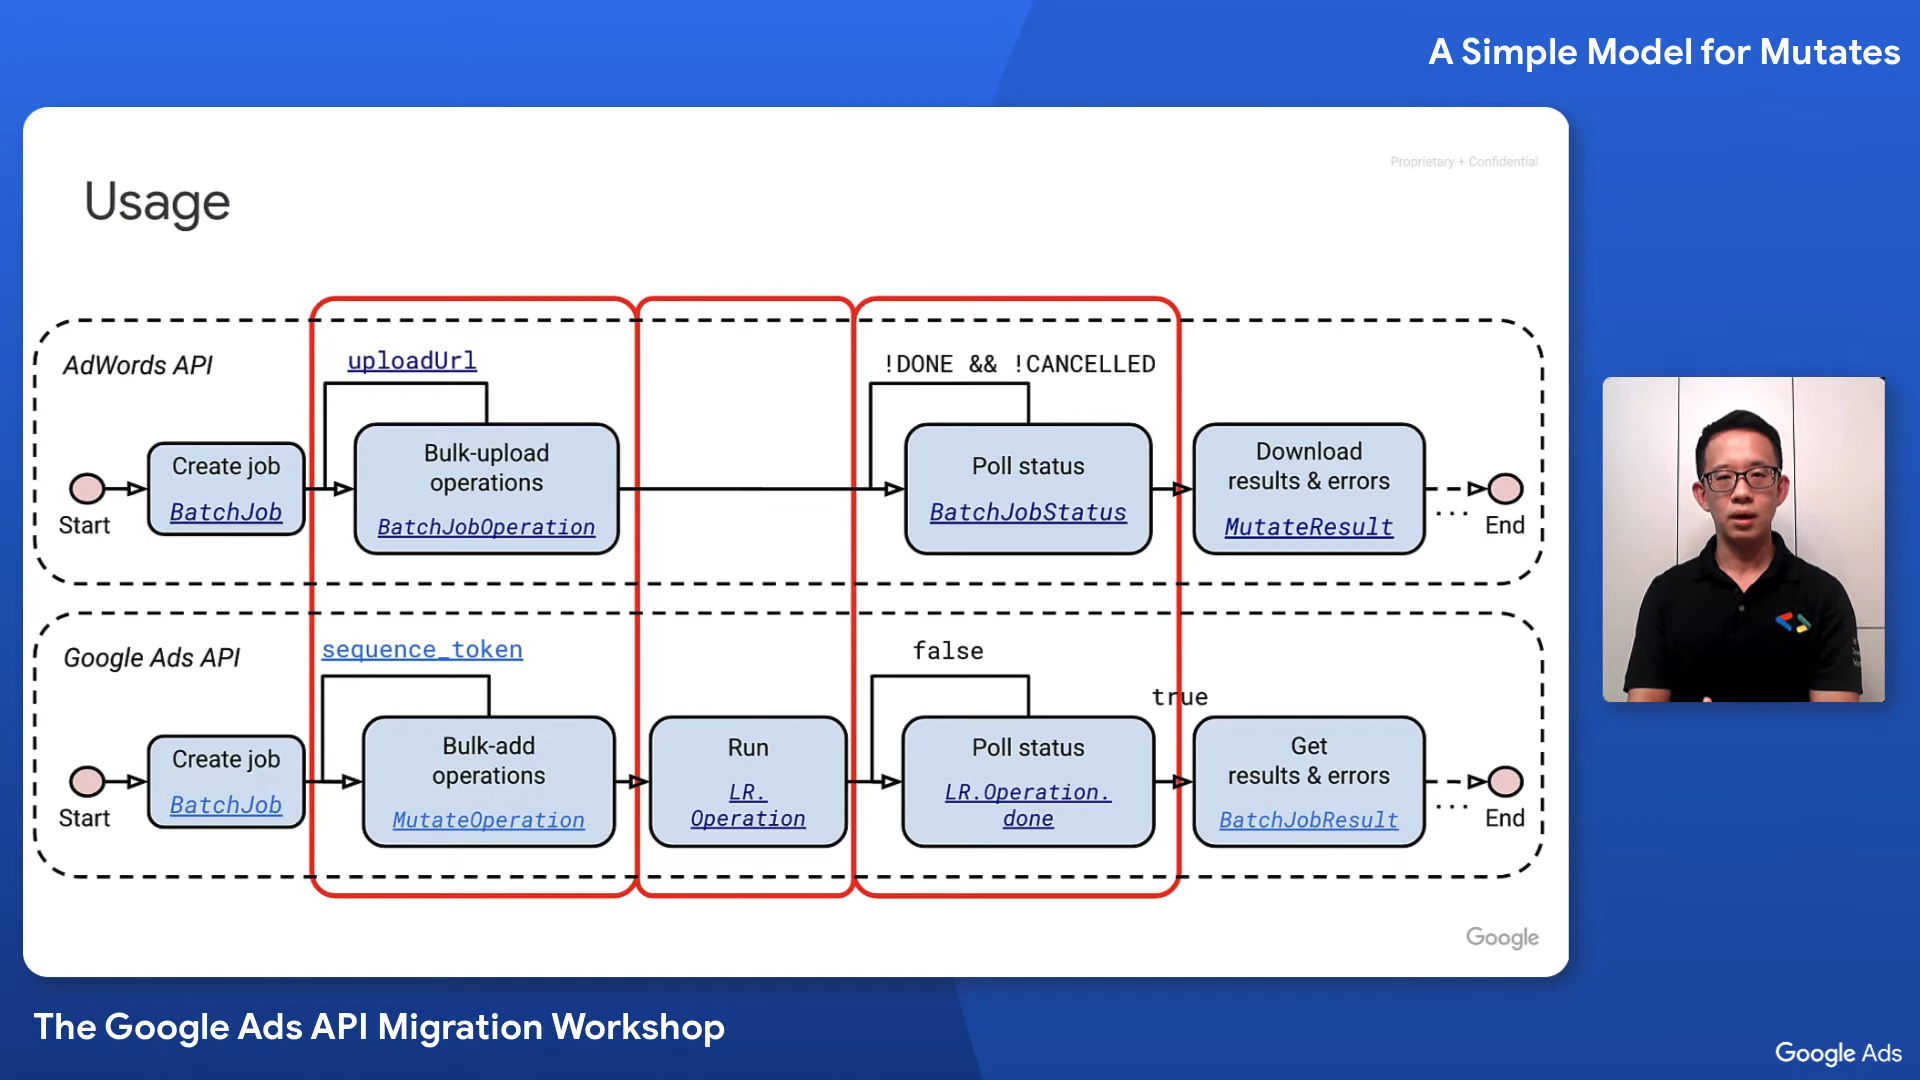 A Simple Model for Mutates
Proprietary + Confidential
Usage
AdWords API
uploadUrl
!DONE && !CANCELLED
Start
Create job
BatchJob
Bulk-upload
operations
BatchJobOperation
Poll status
BatchJobStatus
Download
results & errors
MutateResult
...
End
Google Ads API
sequence_token
false
true
Start
Create job
BatchJob
Bulk-add
operations
MutateOperation
Run
LR.
Operation
Poll status
LR.Operation.
done
Get
results & errors
BatchJobResult
...
End
Google
The Google Ads API Migration Workshop
Google Ads